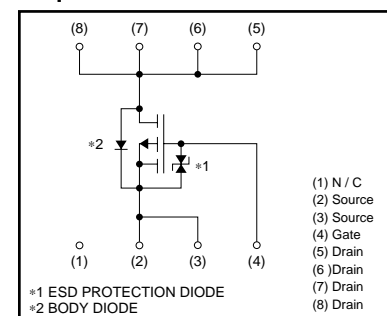 (8) (7) (6) (5)
∗2
∗1
(1) N / C
(2) Source
(3) Source
(4) Gate
(5) Drain
(6 )Drain
(7) Drain
(8) Drain
(1) (2) (3) (4)
∗1 ESD PROTECTION DIODE
∗2 BODY DIODE